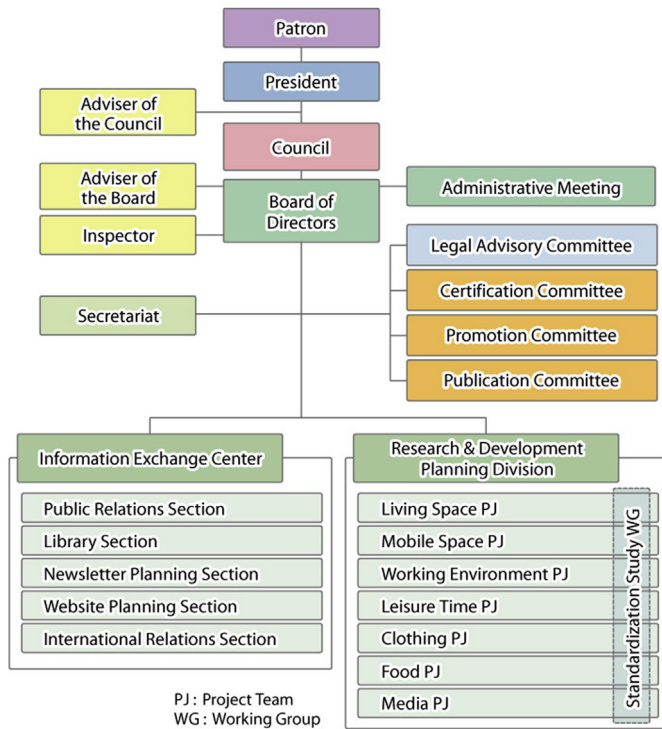 Patron
President
Adviser of
the Council
Council
Adviser of
the Board
Board of
Directors
Administrative Meeting
Inspector
Legal Advisory Committee
Certification Committee
Secretariat
Promotion Committee
Publication Committee
Information Exchange Center
Public Relations Section
Library Section
Newsletter Planning Section
Website Planning Section
International Relations Section
Research & Development
Planning Division
Living Space PJ
Mobile Space PJ
Working Environment PJ
Leisure Time PJ
Clothing PJ
Food PJ
Media PJ
Standardization Study WG
PJ : Project Team
WG : Working Group